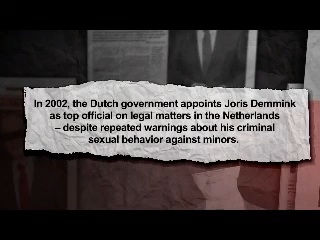 In 2002, the Dutch government appoints Joris Demmink
as top official on legal matters in the Netherlands
– despite repeated warnings about his criminal
sexual behavior against minors.